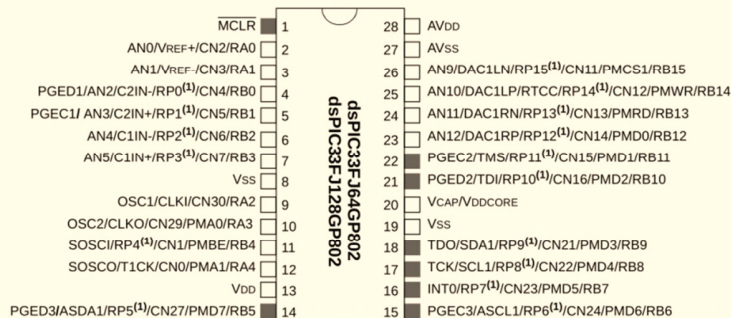 MCLR 1
AN0/VREF+/CN2/RA0 2
AN1/VREF-/CN3/RA1 3
PGED1/AN2/C2IN-/RP0(1)/CN4/RB0 4
PGEC1/ AN3/C2IN+/RP1(1)/CN5/RB1 5
AN4/C1IN-/RP2(1)/CN6/RB2 6
AN5/C1IN+/RP3(1)/CN7/RB3 7
VSS 8
OSC1/CLKI/CN30/RA2 9
OSC2/CLKO/CN29/PMA0/RA3 10
SOSCI/RP4(1)/CN1/PMBE/RB4 11
SOSCO/T1CK/CN0/PMA1/RA4 12
VDD 13
PGED3/ASDA1/RP5(1)/CN27/PMD7/RB5 14
dsPIC33FJ64GP802
dsPIC33FJ128GP802
28 AVDD
27 AVSS
26 AN9/DAC1LN/RP15(1)/CN11/PMCS1/RB15
25 AN10/DAC1LP/RTCC/RP14(1)/CN12/PMWR/RB14
24 AN11/DAC1RN/RP13(1)/CN13/PMRD/RB13
23 AN12/DAC1RP/RP12(1)/CN14/PMD0/RB12
22 PGEC2/TMS/RP11(1)/CN15/PMD1/RB11
21 PGED2/TDI/RP10(1)/CN16/PMD2/RB10
20 VCAP/VDDCORE
19 VSS
18 TDO/SDA1/RP9(1)/CN21/PMD3/RB9
17 TCK/SCL1/RP8(1)/CN22/PMD4/RB8
16 INT0/RP7(1)/CN23/PMD5/RB7
15 PGEC3/ASCL1/RP6(1)/CN24/PMD6/RB6